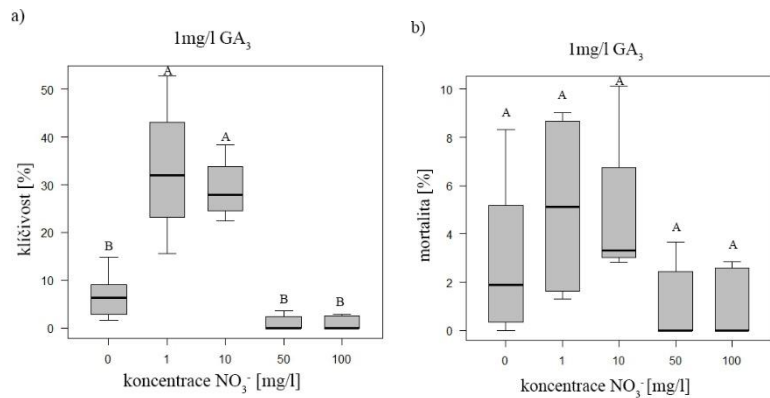 a)
1mg/l GA₃
klíčivost [%]
50
40
30
20
10
0
B
A
A
B
B
0 1 10 50 100
koncentrace NO₃⁻ [mg/l]
b)
1mg/l GA₃
mortalita [%]
10
8
6
4
2
0
A
A
A
A
A
0 1 10 50 100
koncentrace NO₃⁻ [mg/l]